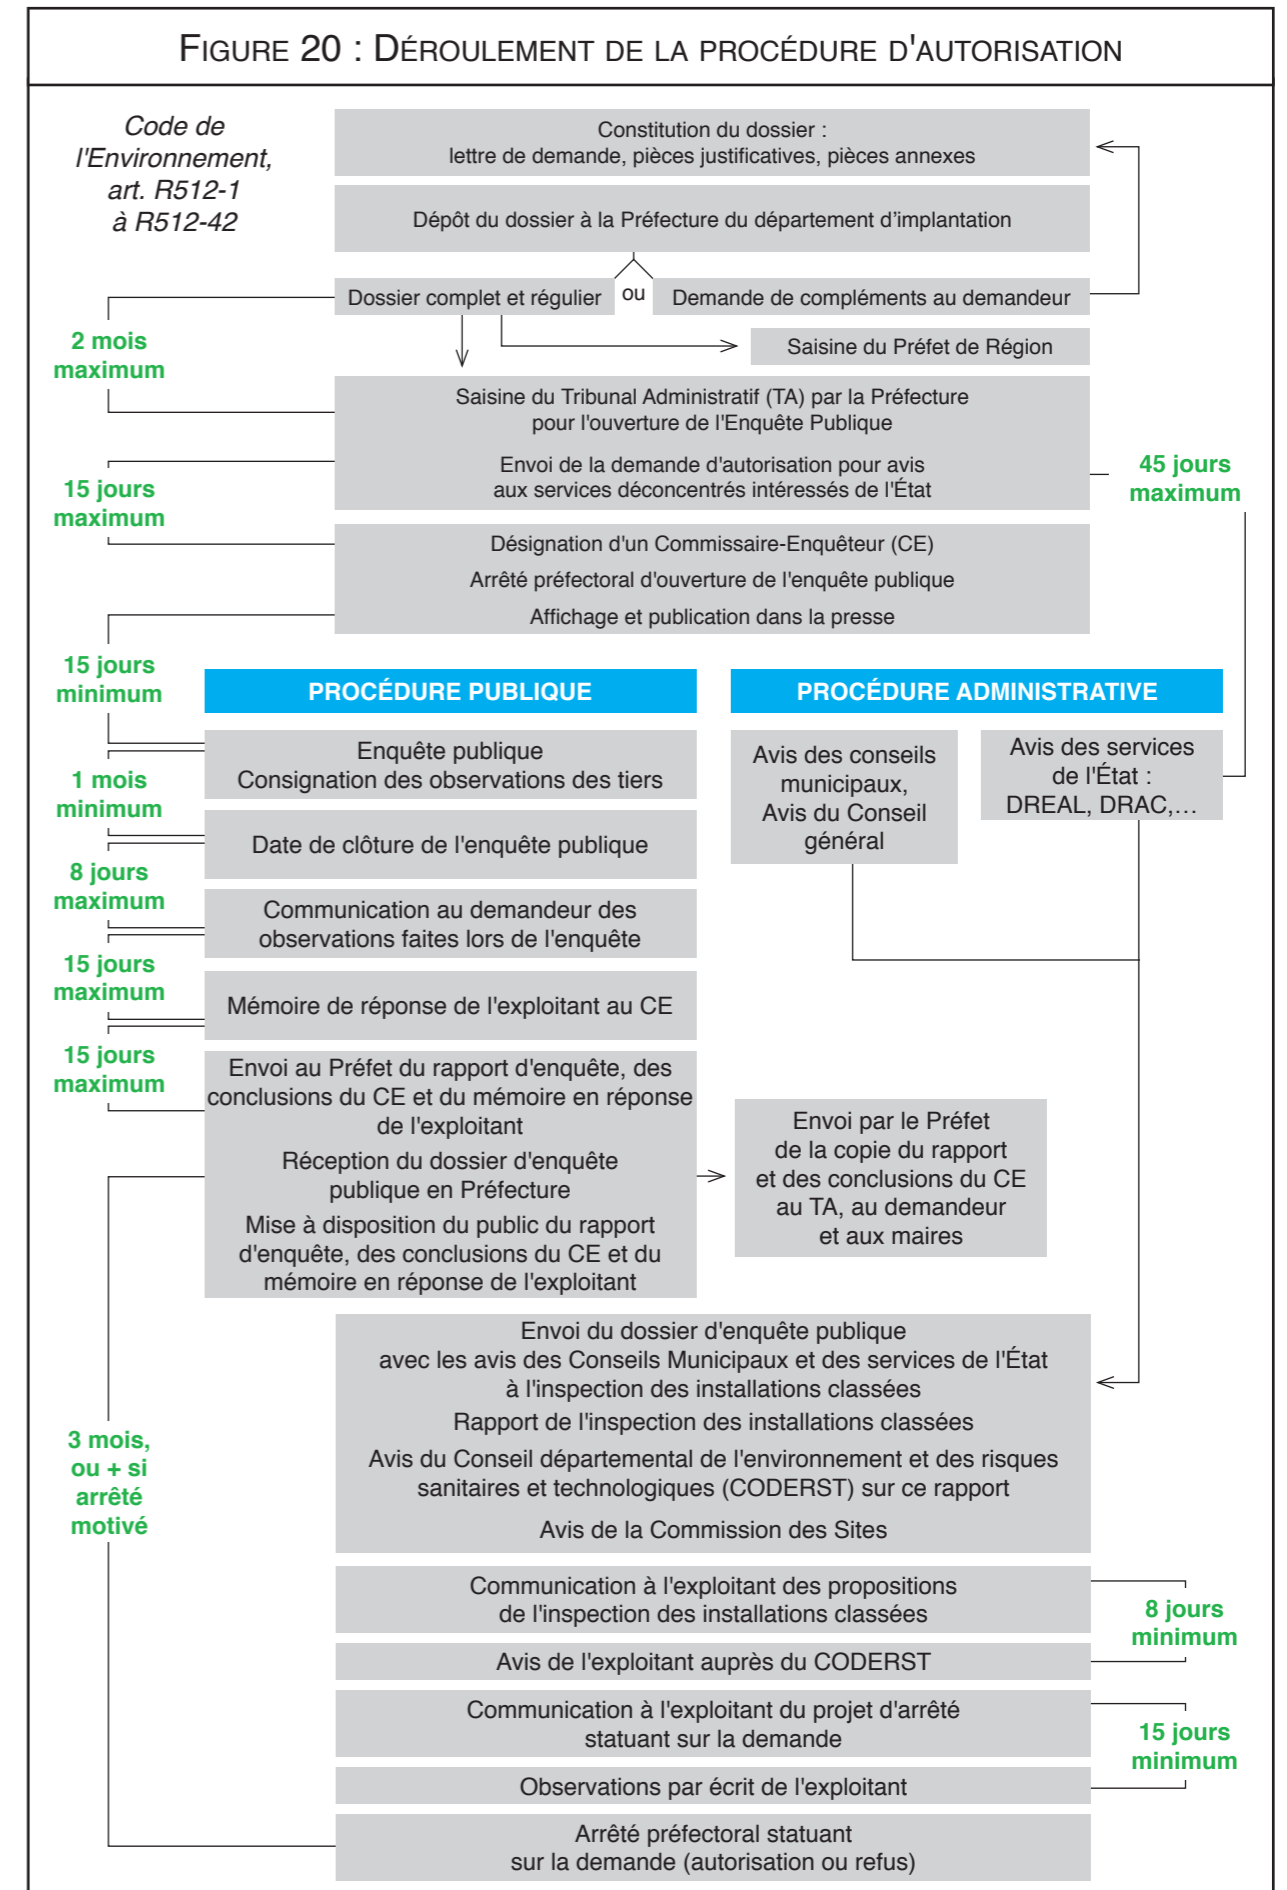 FIGURE 20 : DÉROULEMENT DE LA PROCÉDURE D'AUTORISATION
Code de
l'Environnement,
art. R512-1
à R512-42
Constitution du dossier :
lettre de demande, pièces justificatives, pièces annexes
Dépôt du dossier à la Préfecture du département d'implantation
Dossier complet et régulier
ou
Demande de compléments au demandeur
2 mois
maximum
Saisine du Préfet de Région
Saisine du Tribunal Administratif (TA) par la Préfecture
pour l'ouverture de l'Enquête Publique
Envoi de la demande d'autorisation pour avis
aux services déconcentrés intéressés de l'État
45 jours
maximum
15 jours
maximum
Désignation d'un Commissaire-Enquêteur (CE)
Arrêté préfectoral d'ouverture de l'enquête publique
Affichage et publication dans la presse
15 jours
minimum
PROCÉDURE PUBLIQUE
PROCÉDURE ADMINISTRATIVE
Enquête publique
Consignation des observations des tiers
Avis des conseils
municipaux,
Avis du Conseil
général
Avis des services
de l'État :
DREAL, DRAC,…
1 mois
minimum
Date de clôture de l'enquête publique
8 jours
maximum
Communication au demandeur des
observations faites lors de l'enquête
15 jours
maximum
Mémoire de réponse de l'exploitant au CE
15 jours
maximum
Envoi au Préfet du rapport d'enquête, des
conclusions du CE et du mémoire en réponse
de l'exploitant
Réception du dossier d'enquête
publique en Préfecture
Mise à disposition du public du rapport
d'enquête, des conclusions du CE et du
mémoire en réponse de l'exploitant
Envoi par le Préfet
de la copie du rapport
et des conclusions du CE
au TA, au demandeur
et aux maires
Envoi du dossier d'enquête publique
avec les avis des Conseils Municipaux et des services de l'État
à l'inspection des installations classées
Rapport de l'inspection des installations classées
Avis du Conseil départemental de l'environnement et des risques
sanitaires et technologiques (CODERST) sur ce rapport
Avis de la Commission des Sites
3 mois,
ou + si
arrêté
motivé
Communication à l'exploitant des propositions
de l'inspection des installations classées
8 jours
minimum
Avis de l'exploitant auprès du CODERST
Communication à l'exploitant du projet d'arrêté
statuant sur la demande
15 jours
minimum
Observations par écrit de l'exploitant
Arrêté préfectoral statuant
sur la demande (autorisation ou refus)